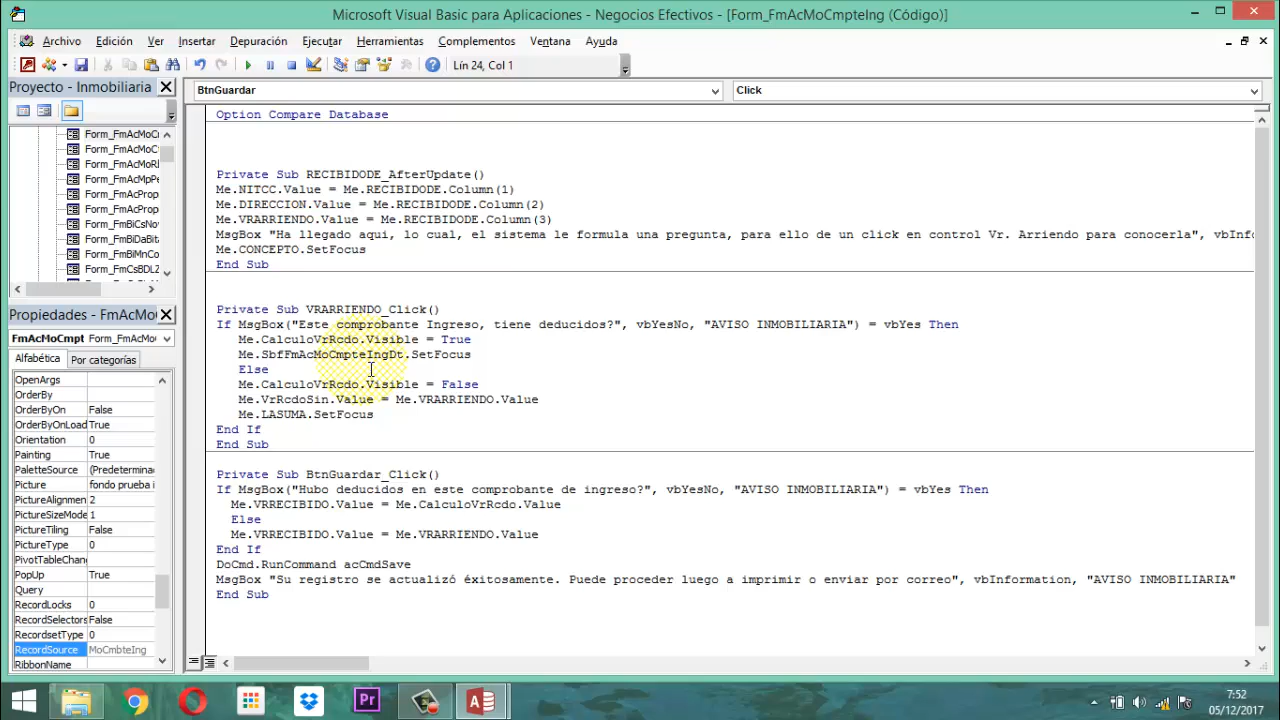 Microsoft Visual Basic para Aplicaciones - Negocios Efectivos - [Form_FmAcMoCmpteIng (Código)]
Archivo Edición Ver Insertar Depuración Ejecutar Herramientas Complementos Ventana Ayuda
Lín 24, Col 1
Proyecto - Inmobiliaria
Form_FmAcMoC
Form_FmAcMoC
Form_FmAcMoRI
Form_FmAcMpPe
Form_FmAcProp
Form_FmAcProp
Form_FmBiCsNo
Form_FmBiDaBit
Form_FmBiMnCo
Form_FmCsBDLZ
Propiedades - FmAcMo
FmAcMoCmpt Form_FmAcMoC
Alfabética Por categorías
OpenArgs
OrderBy
OrderByOn False
OrderByOnLoad True
Orientation 0
Painting True
PaletteSource (Predetermina
Picture fondo prueba i
PictureAlignmen 2
PictureSizeMode 1
PictureTiling False
PictureType 0
PivotTableChang
PopUp True
Query
RecordLocks 0
RecordSelectors False
RecordsetType 0
RecordSource MoCmbteIng
RibbonName
BtnGuardar Click
Option Compare Database
Private Sub RECIBIDODE_AfterUpdate()
Me.NITCC.Value = Me.RECIBIDODE.Column(1)
Me.DIRECCION.Value = Me.RECIBIDODE.Column(2)
Me.VRARRIENDO.Value = Me.RECIBIDODE.Column(3)
MsgBox "Ha llegado aqui, lo cual, el sistema le formula una pregunta, para ello de un click en control Vr. Arriendo para conocerla", vbInfo
Me.CONCEPTO.SetFocus
End Sub
Private Sub VRARRIENDO_Click()
If MsgBox("Este comprobante Ingreso, tiene deducidos?", vbYesNo, "AVISO INMOBILIARIA") = vbYes Then
Me.CalculoVrRcdo.Visible = True
Me.SbfFmAcMoCmpteIngDt.SetFocus
Else
Me.CalculoVrRcdo.Visible = False
Me.VrRcdoSin.Value = Me.VRARRIENDO.Value
Me.LASUMA.SetFocus
End If
End Sub
Private Sub BtnGuardar_Click()
If MsgBox("Hubo deducidos en este comprobante de ingreso?", vbYesNo, "AVISO INMOBILIARIA") = vbYes Then
Me.VRRECIBIDO.Value = Me.CalculoVrRcdo.Value
Else
Me.VRRECIBIDO.Value = Me.VRARRIENDO.Value
End If
DoCmd.RunCommand acCmdSave
MsgBox "Su registro se actualizó éxitosamente. Puede proceder luego a imprimir o enviar por correo", vbInformation, "AVISO INMOBILIARIA"
End Sub
Pr
7:52
05/12/2017